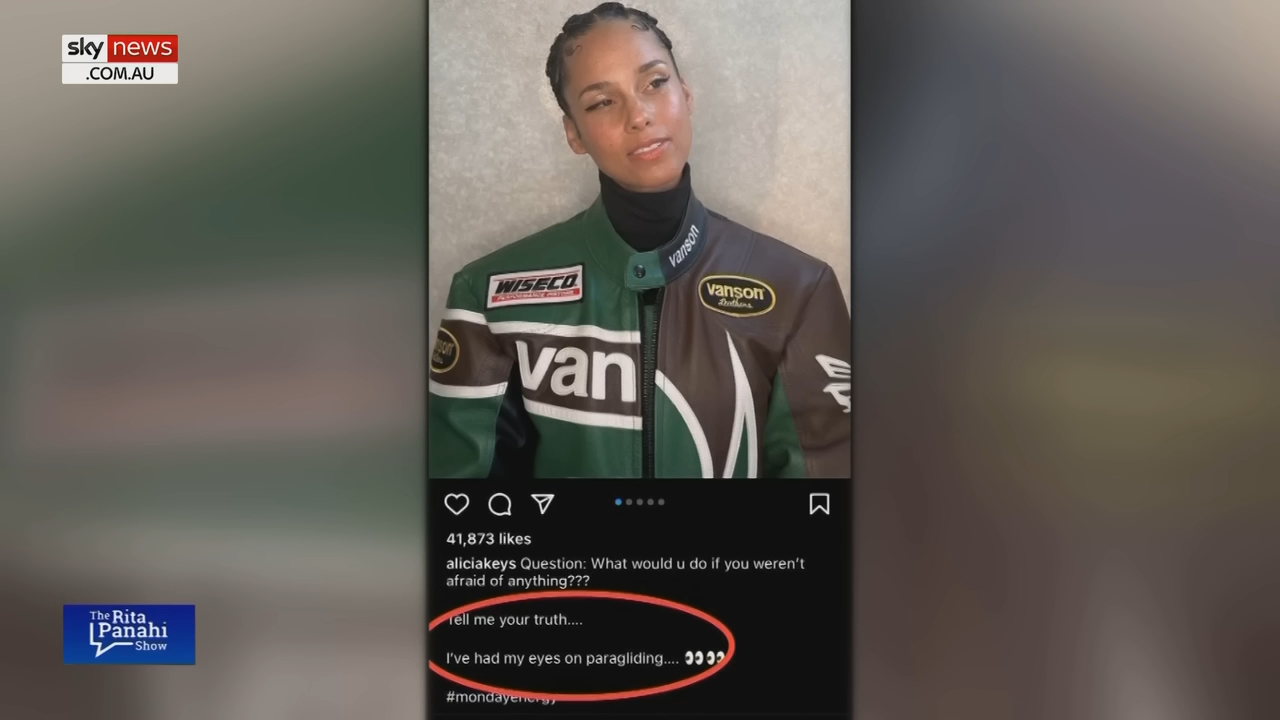 sky news
.COM.AU
vanson
WISECO
PERFORMANCE PISTONS
vanson
Leathers
van
41,873 likes
aliciakeys Question: What would u do if you weren't
afraid of anything???
Tell me your truth....
I've had my eyes on paragliding.... 👀👀
#mondayenergy
The
Rita
Panahi
Show